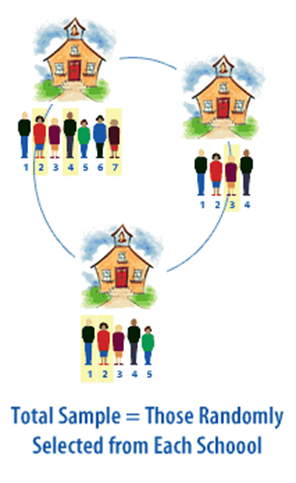 1 2 3 4 5 6 7
1 2 3 4
1 2 3 4 5
Total Sample = Those Randomly
Selected from Each Schoool